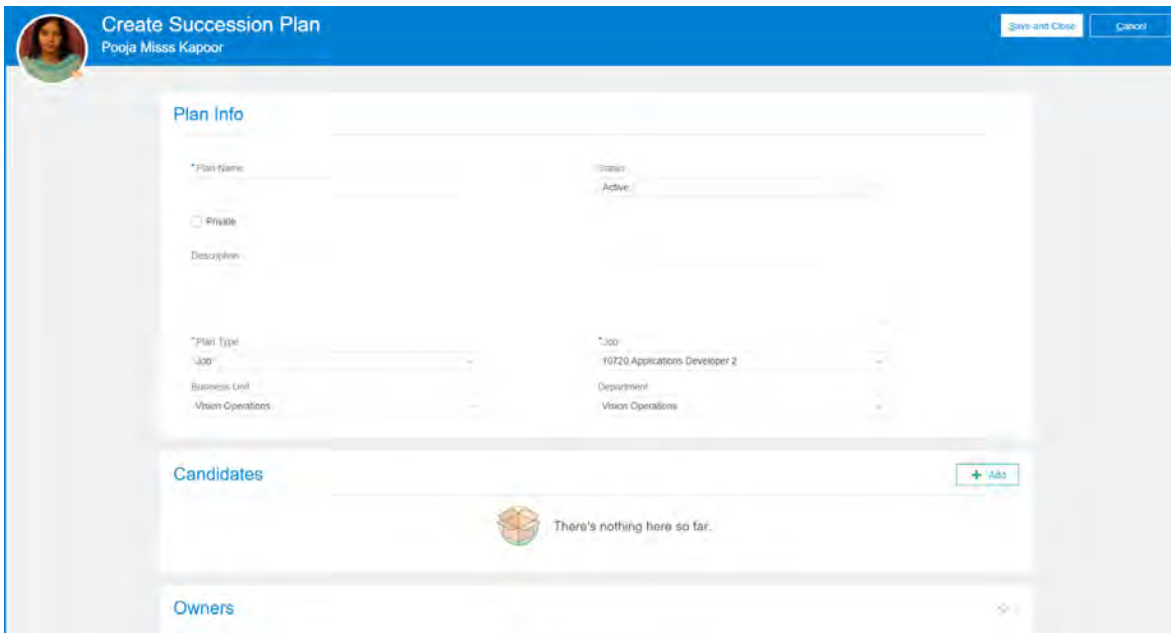 Create Succession Plan
Pooja Misss Kapoor
Save and Close
Cancel
Plan Info
*Plan Name
Status
Active
Private
Description
*Plan Type
*Job
Job
10720.Applications Developer 2
Business Unit
Department
Vision Operations
Vision Operations
Candidates
+ Add
There's nothing here so far.
Owners